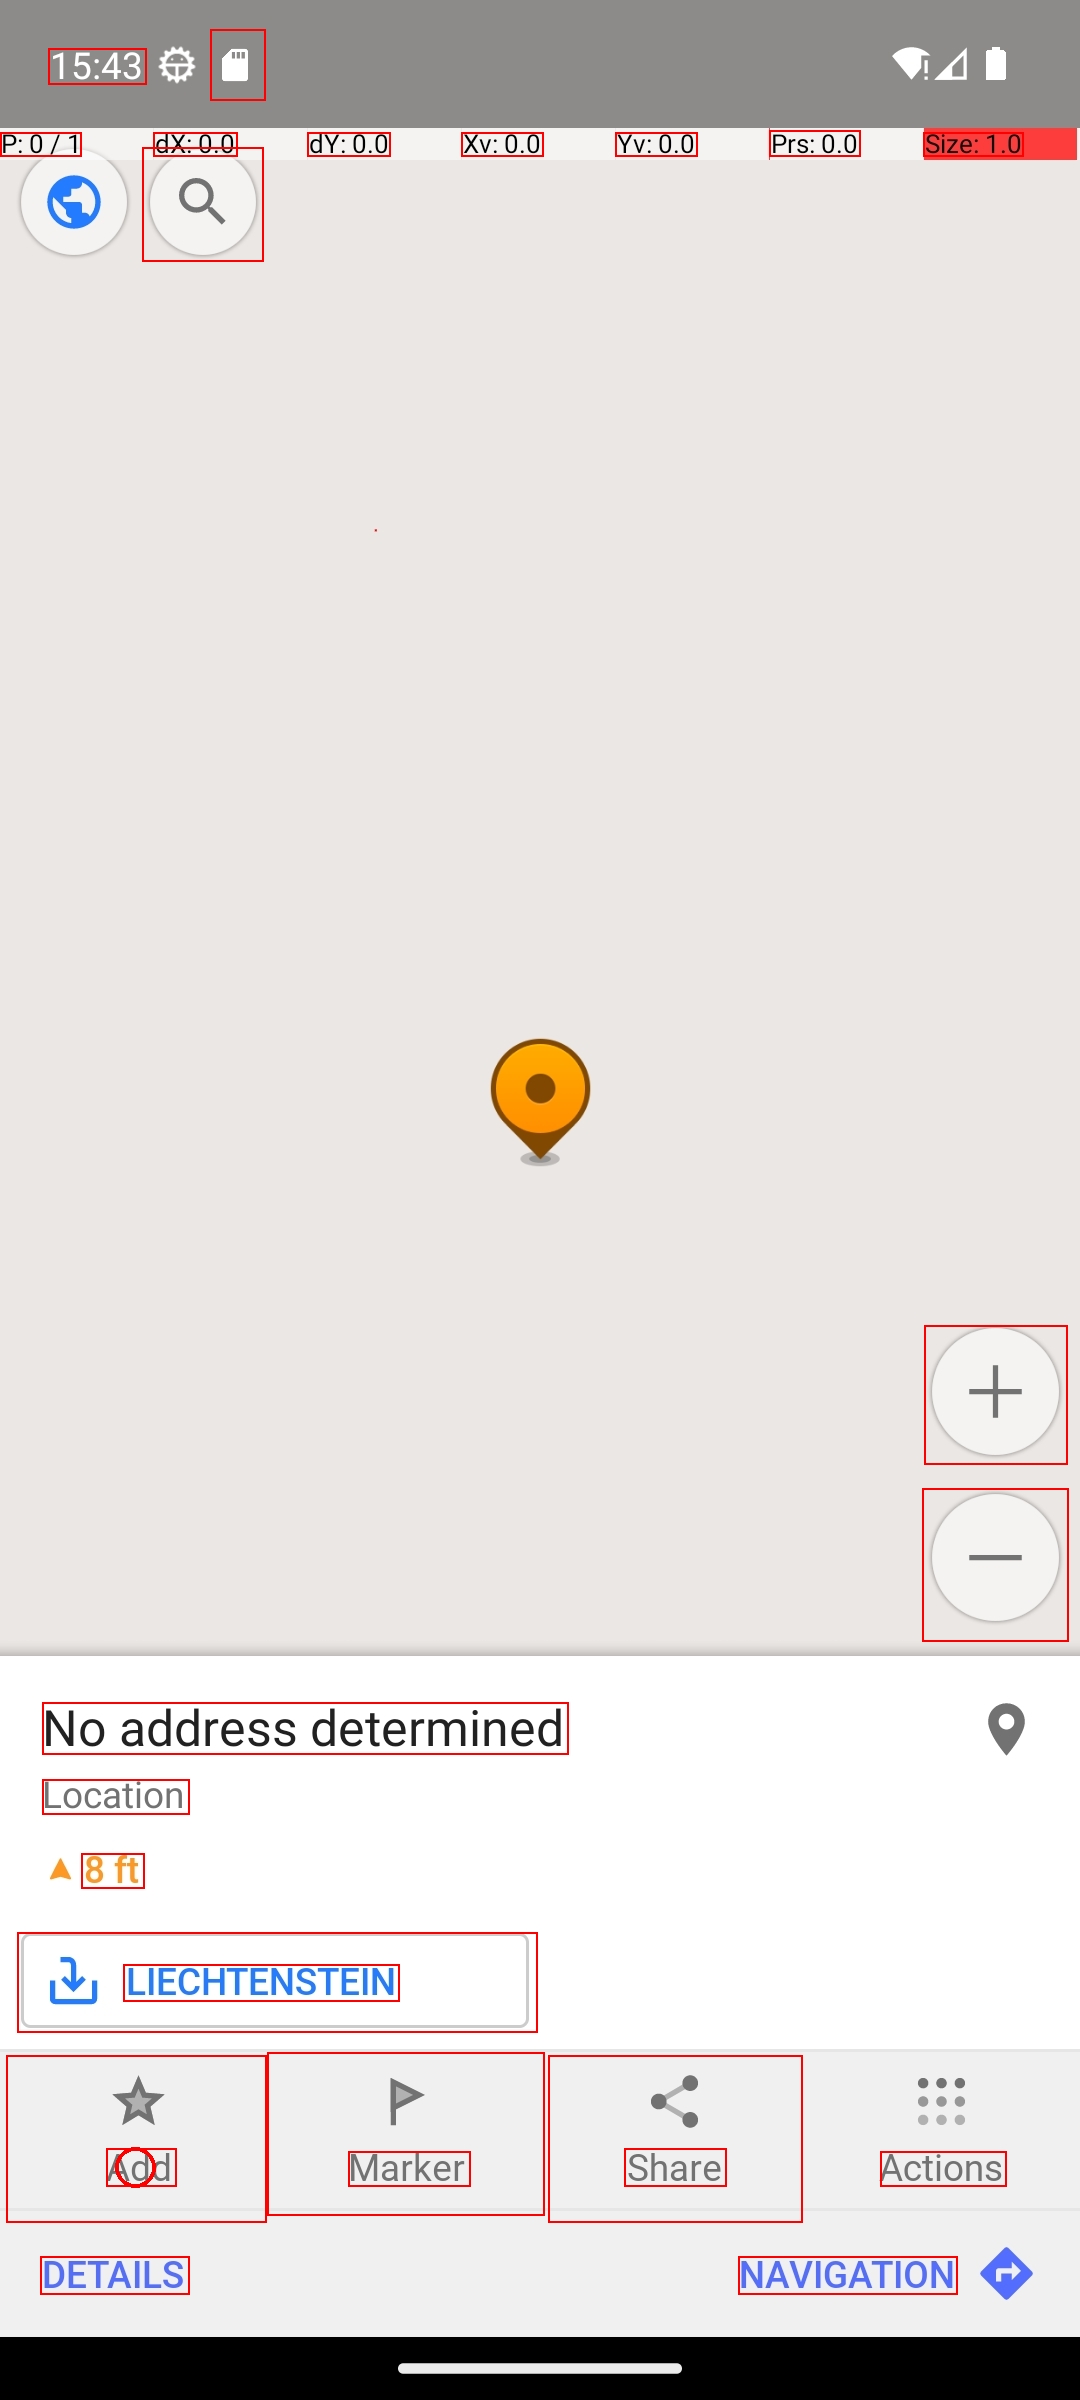 15:43
P: 0 / 1 dX: 0.0 dY: 0.0 Xv: 0.0 Yv: 0.0 Prs: 0.0 Size: 1.0
No address determined
Location
8 ft
LIECHTENSTEIN
Add Marker Share Actions
DETAILS NAVIGATION